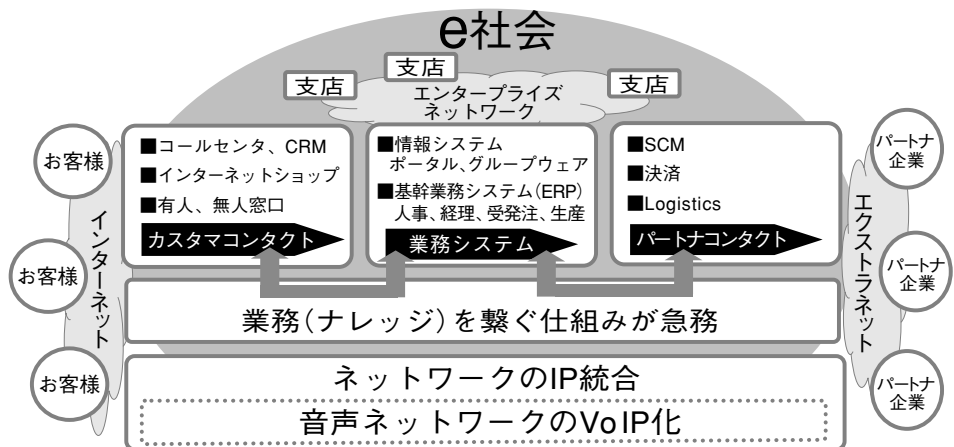 e社会
支店
支店
支店
エンタープライズ
ネットワーク
お客様
お客様
お客様
インターネット
■コールセンタ、CRM
■インターネットショップ
■有人、無人窓口
カスタマコンタクト
■情報システム
ポータル、グループウェア
■基幹業務システム(ERP)
人事、経理、受発注、生産
業務システム
■SCM
■決済
■Logistics
パートナコンタクト
エクストラネット
パートナ
企業
パートナ
企業
パートナ
企業
業務(ナレッジ)を繋ぐ仕組みが急務
ネットワークのIP統合
音声ネットワークのVoIP化